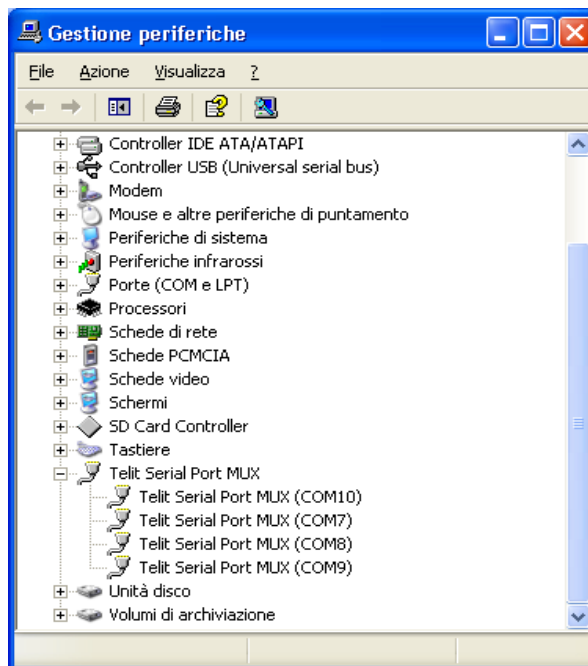 Gestione periferiche
File Azione Visualizza ?
Controller IDE ATA/ATAPI
Controller USB (Universal serial bus)
Modem
Mouse e altre periferiche di puntamento
Periferiche di sistema
Periferiche infrarossi
Porte (COM e LPT)
Processori
Schede di rete
Schede PCMCIA
Schede video
Schermi
SD Card Controller
Tastiere
Telit Serial Port MUX
Telit Serial Port MUX (COM10)
Telit Serial Port MUX (COM7)
Telit Serial Port MUX (COM8)
Telit Serial Port MUX (COM9)
Unità disco
Volumi di archiviazione